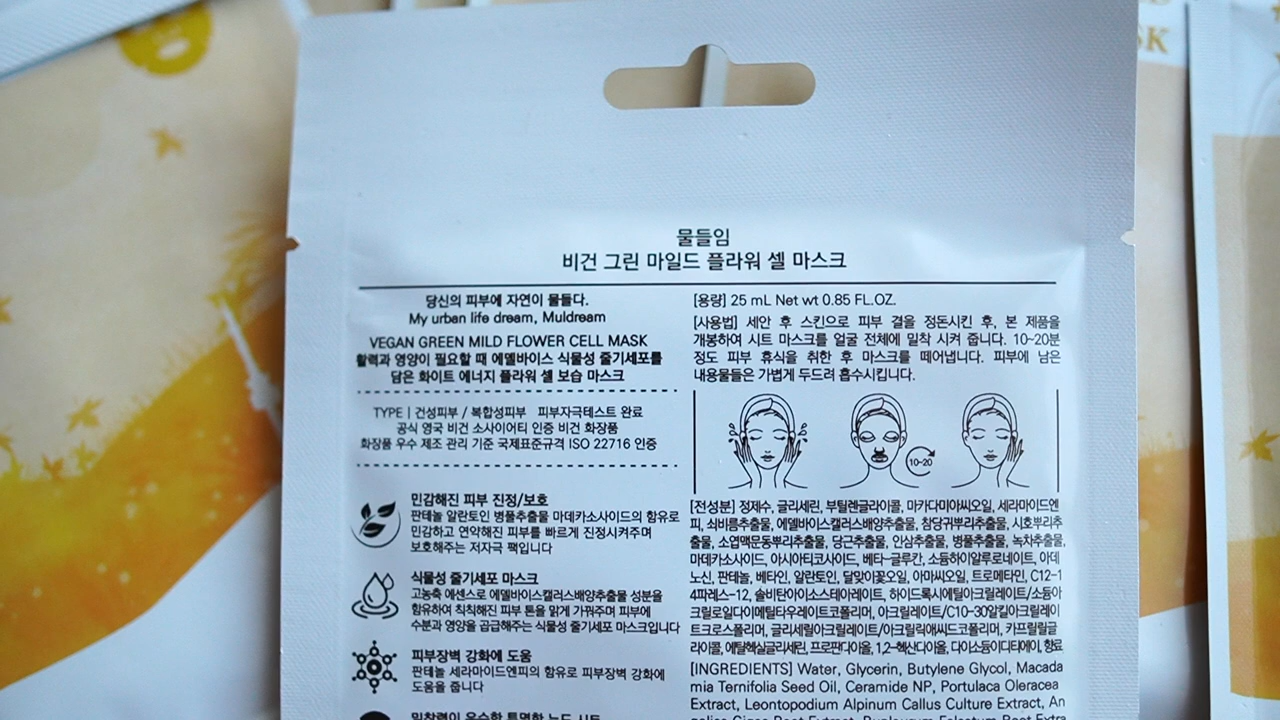 SK
물들임
비건 그린 마일드 플라워 셀 마스크
당신의 피부에 자연이 물들다.
My urban life dream, Muldream
VEGAN GREEN MILD FLOWER CELL MASK
활력과 영양이 필요할 때 에델바이스 식물성 줄기세포를
담은 화이트 에너지 플라워 셀 보습 마스크
TYPE | 건성피부 / 복합성피부 피부자극테스트 완료
공식 영국 비건 소사이어티 인증 비건 화장품
화장품 우수 제조 관리 기준 국제표준규격 ISO 22716 인증
민감해진 피부 진정/보호
판테놀 알란토인 병풀추출물 마데카소사이드의 함유로
민감하고 연약해진 피부를 빠르게 진정시켜주며
보호해주는 저자극 팩입니다
식물성 줄기세포 마스크
고농축 에센스로 에델바이스캘러스배양추출물 성분을
함유하여 칙칙해진 피부 톤을 맑게 가꿔주며 피부에
수분과 영양을 공급해주는 식물성 줄기세포 마스크입니다
피부장벽 강화에 도움
판테놀 세라마이드엔피의 함유로 피부장벽 강화에
도움을 줍니다
[용량] 25 mL Net wt 0.85 FL.OZ.
[사용법] 세안 후 스킨으로 피부 결을 정돈시킨 후, 본 제품을
개봉하여 시트 마스크를 얼굴 전체에 밀착 시켜 줍니다. 10~20분
정도 피부 휴식을 취한 후 마스크를 떼어냅니다. 피부에 남은
내용물들은 가볍게 두드려 흡수시킵니다.
10~20
[전성분] 정제수, 글리세린, 부틸렌글라이콜, 마카다미아씨오일, 세라마이드엔
피, 쇠비름추출물, 에델바이스캘러스배양추출물, 참당귀뿌리추출물, 시호뿌리추
출물, 소엽맥문동뿌리추출물, 당근추출물, 인삼추출물, 병풀추출물, 녹차추출물,
마데카소사이드, 아시아티코사이드, 베타-글루칸, 소듐하이알루로네이트, 아데
노신, 판테놀, 베타인, 알란토인, 달맞이꽃오일, 아마씨오일, 트로메타민, C12-1
4파레스-12, 솔비탄아이소스테아레이트, 하이드록시에틸아크릴레이트/소듐아
크릴로일다이메틸타우레이트코폴리머, 아크릴레이트/C10-30알킬아크릴레이
트크로스폴리머, 글리세릴아크릴레이트/아크릴릭애씨드코폴리머, 카프릴릴글
라이콜, 에틸헥실글리세린, 프로판다이올, 1,2-헥산다이올, 다이소듐이디티에이, 향료
[INGREDIENTS] Water, Glycerin, Butylene Glycol, Macada
mia Ternifolia Seed Oil, Ceramide NP, Portulaca Oleracea
Extract, Leontopodium Alpinum Callus Culture Extract, An